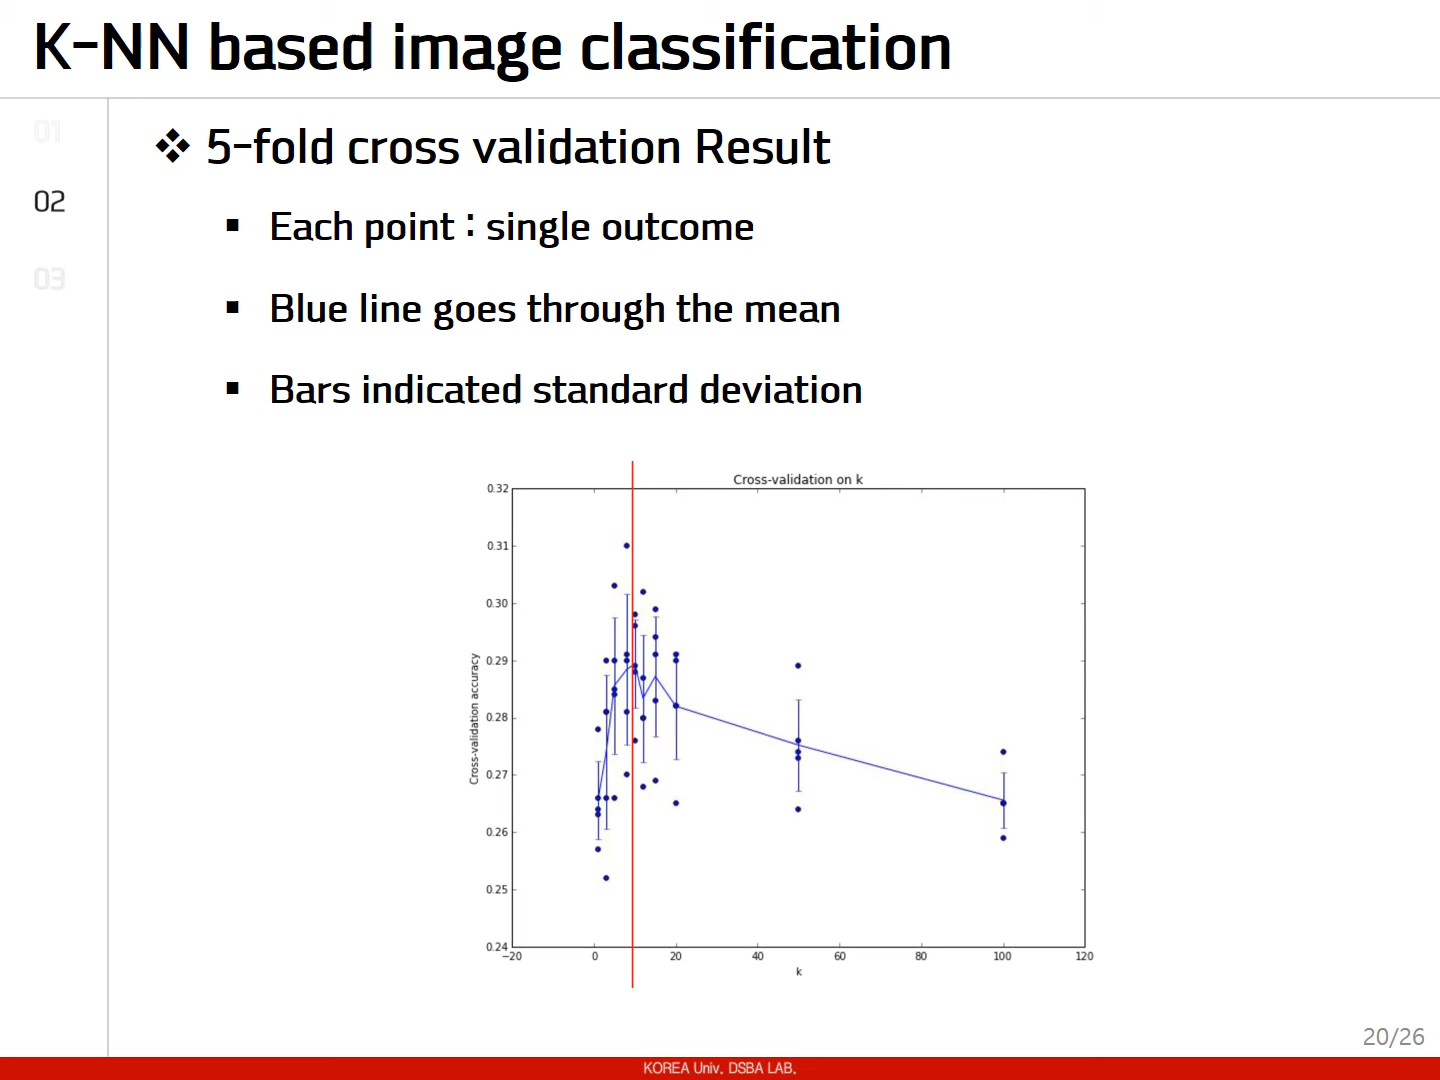 K-NN based image classification
01
02
03
❖ 5-fold cross validation Result
▪ Each point : single outcome
▪ Blue line goes through the mean
▪ Bars indicated standard deviation
Cross-validation on k
0.32
0.31
0.30
0.29
0.28
0.27
0.26
0.25
0.24
Cross-validation accuracy
−20 0 20 40 60 80 100 120
k
20/26
KOREA Univ. DSBA LAB.